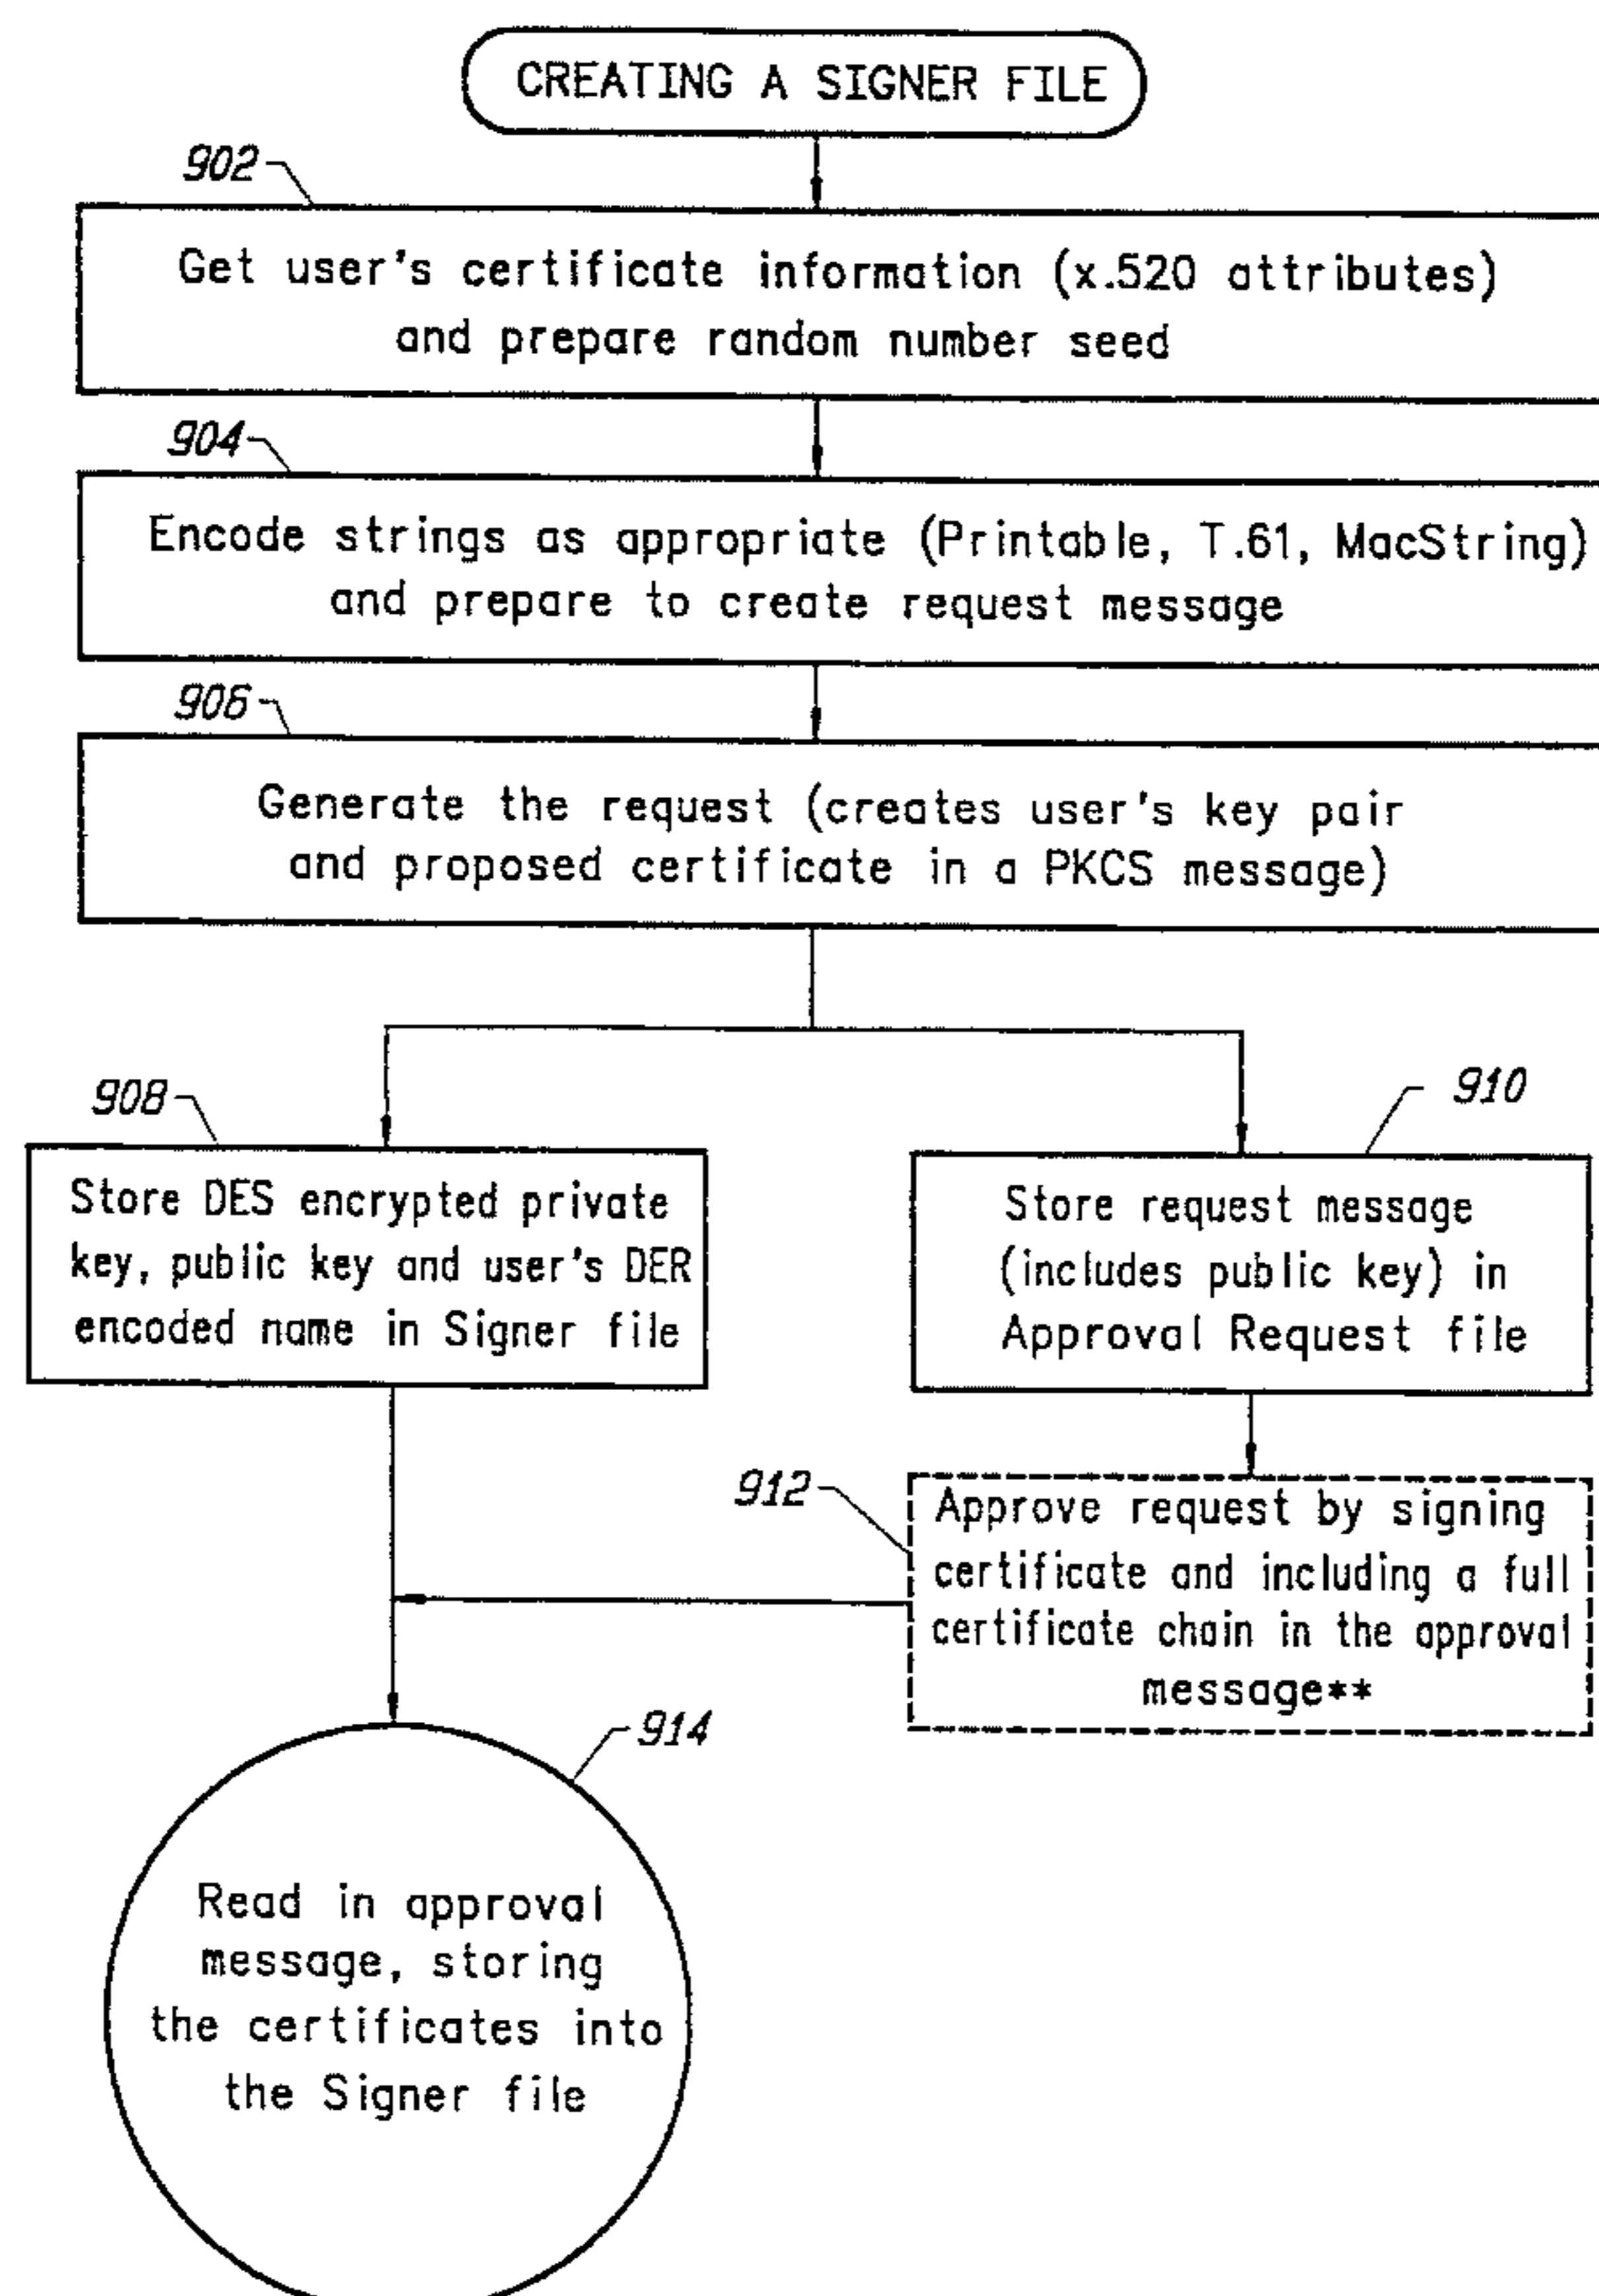 CREATING A SIGNER FILE
902
Get user's certificate information (x.520 attributes)
and prepare random number seed
904
Encode strings as appropriate (Printable, T.61, MacString)
and prepare to create request message
906
Generate the request (creates user's key pair
and proposed certificate in a PKCS message)
908
Store DES encrypted private
key, public key and user's DER
encoded name in Signer file
910
Store request message
(includes public key) in
Approval Request file
912
Approve request by signing
certificate and including a full
certificate chain in the approval
message**
914
Read in approval
message, storing
the certificates into
the Signer file